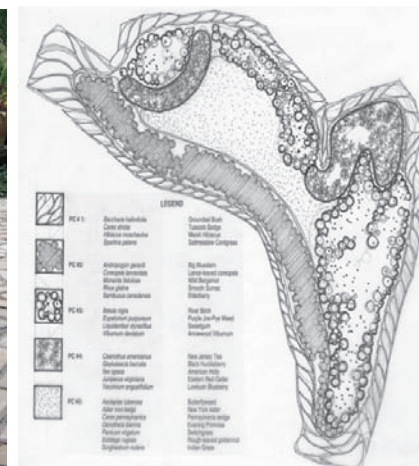 LEGEND
PC # 1: Baccharis halimifolia Groundsel Bush
Carex stricta Tussock Sedge
Hibiscus moscheutos Marsh Hibiscus
Spartina patens Saltmeadow Cordgrass
PC #2: Andropogon gerardi Big Bluestem
Coreopsis lanceolata Lance-leaved coreopsis
Monarda fistulosa Wild Bergamot
Rhus glabra Smooth Sumac
Sambucus canadensis Elderberry
PC #3: Betula nigra River Birch
Eupatorium purpureum Purple Joe-Pye Weed
Liquidambar styraciflua Sweetgum
Viburnum dentatum Arrowwood Viburnum
PC #4: Ceanothus americanus New Jersey Tea
Gaylussacia baccata Black Huckleberry
Ilex opaca American Holly
Juniperus virginiana Eastern Red Cedar
Vaccinium angustifolium Lowbush Blueberry
PC #5: Asclepias tuberosa Butterflyweed
Aster novi-belgii New York Aster
Carex pensylvanica Pennsylvania sedge
Oenothera biennis Evening Primrose
Panicum virgatum Switchgrass
Solidago rugosa Rough-leaved goldenrod
Sorghastrum nutans Indian Grass